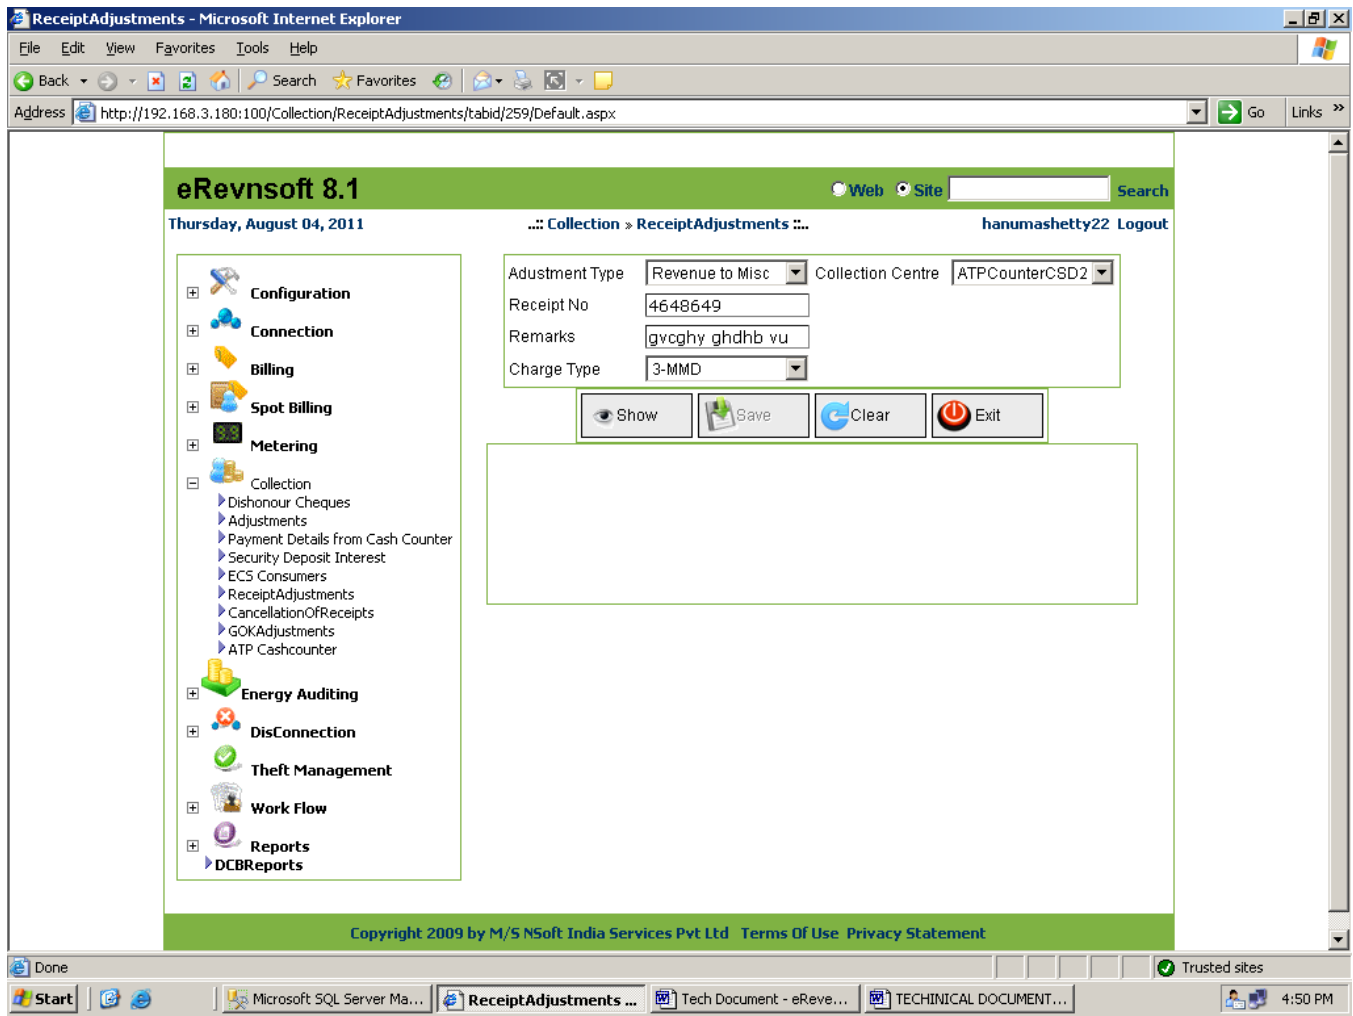 ReceiptAdjustments - Microsoft Internet Explorer
File Edit View Favorites Tools Help
Back Search Favorites
Address http://192.168.3.180:100/Collection/ReceiptAdjustments/tabid/259/Default.aspx Go Links »
eRevnsoft 8.1 Web Site Search
Thursday, August 04, 2011 ..:: Collection » ReceiptAdjustments ::.. hanumashetty22 Logout
Configuration
Connection
Billing
Spot Billing
Metering
Collection
Dishonour Cheques
Adjustments
Payment Details from Cash Counter
Security Deposit Interest
ECS Consumers
ReceiptAdjustments
CancellationOfReceipts
GOKAdjustments
ATP Cashcounter
Energy Auditing
DisConnection
Theft Management
Work Flow
Reports
DCBReports
Adustment Type Revenue to Misc Collection Centre ATPCounterCSD2
Receipt No 4648649
Remarks gvcghy ghdhb vu
Charge Type 3-MMD
Show Save Clear Exit
Copyright 2009 by M/S NSoft India Services Pvt Ltd Terms Of Use Privacy Statement
Done Trusted sites
Start Microsoft SQL Server Ma... ReceiptAdjustments ... Tech Document - eReve... TECHINICAL DOCUMENT... 4:50 PM